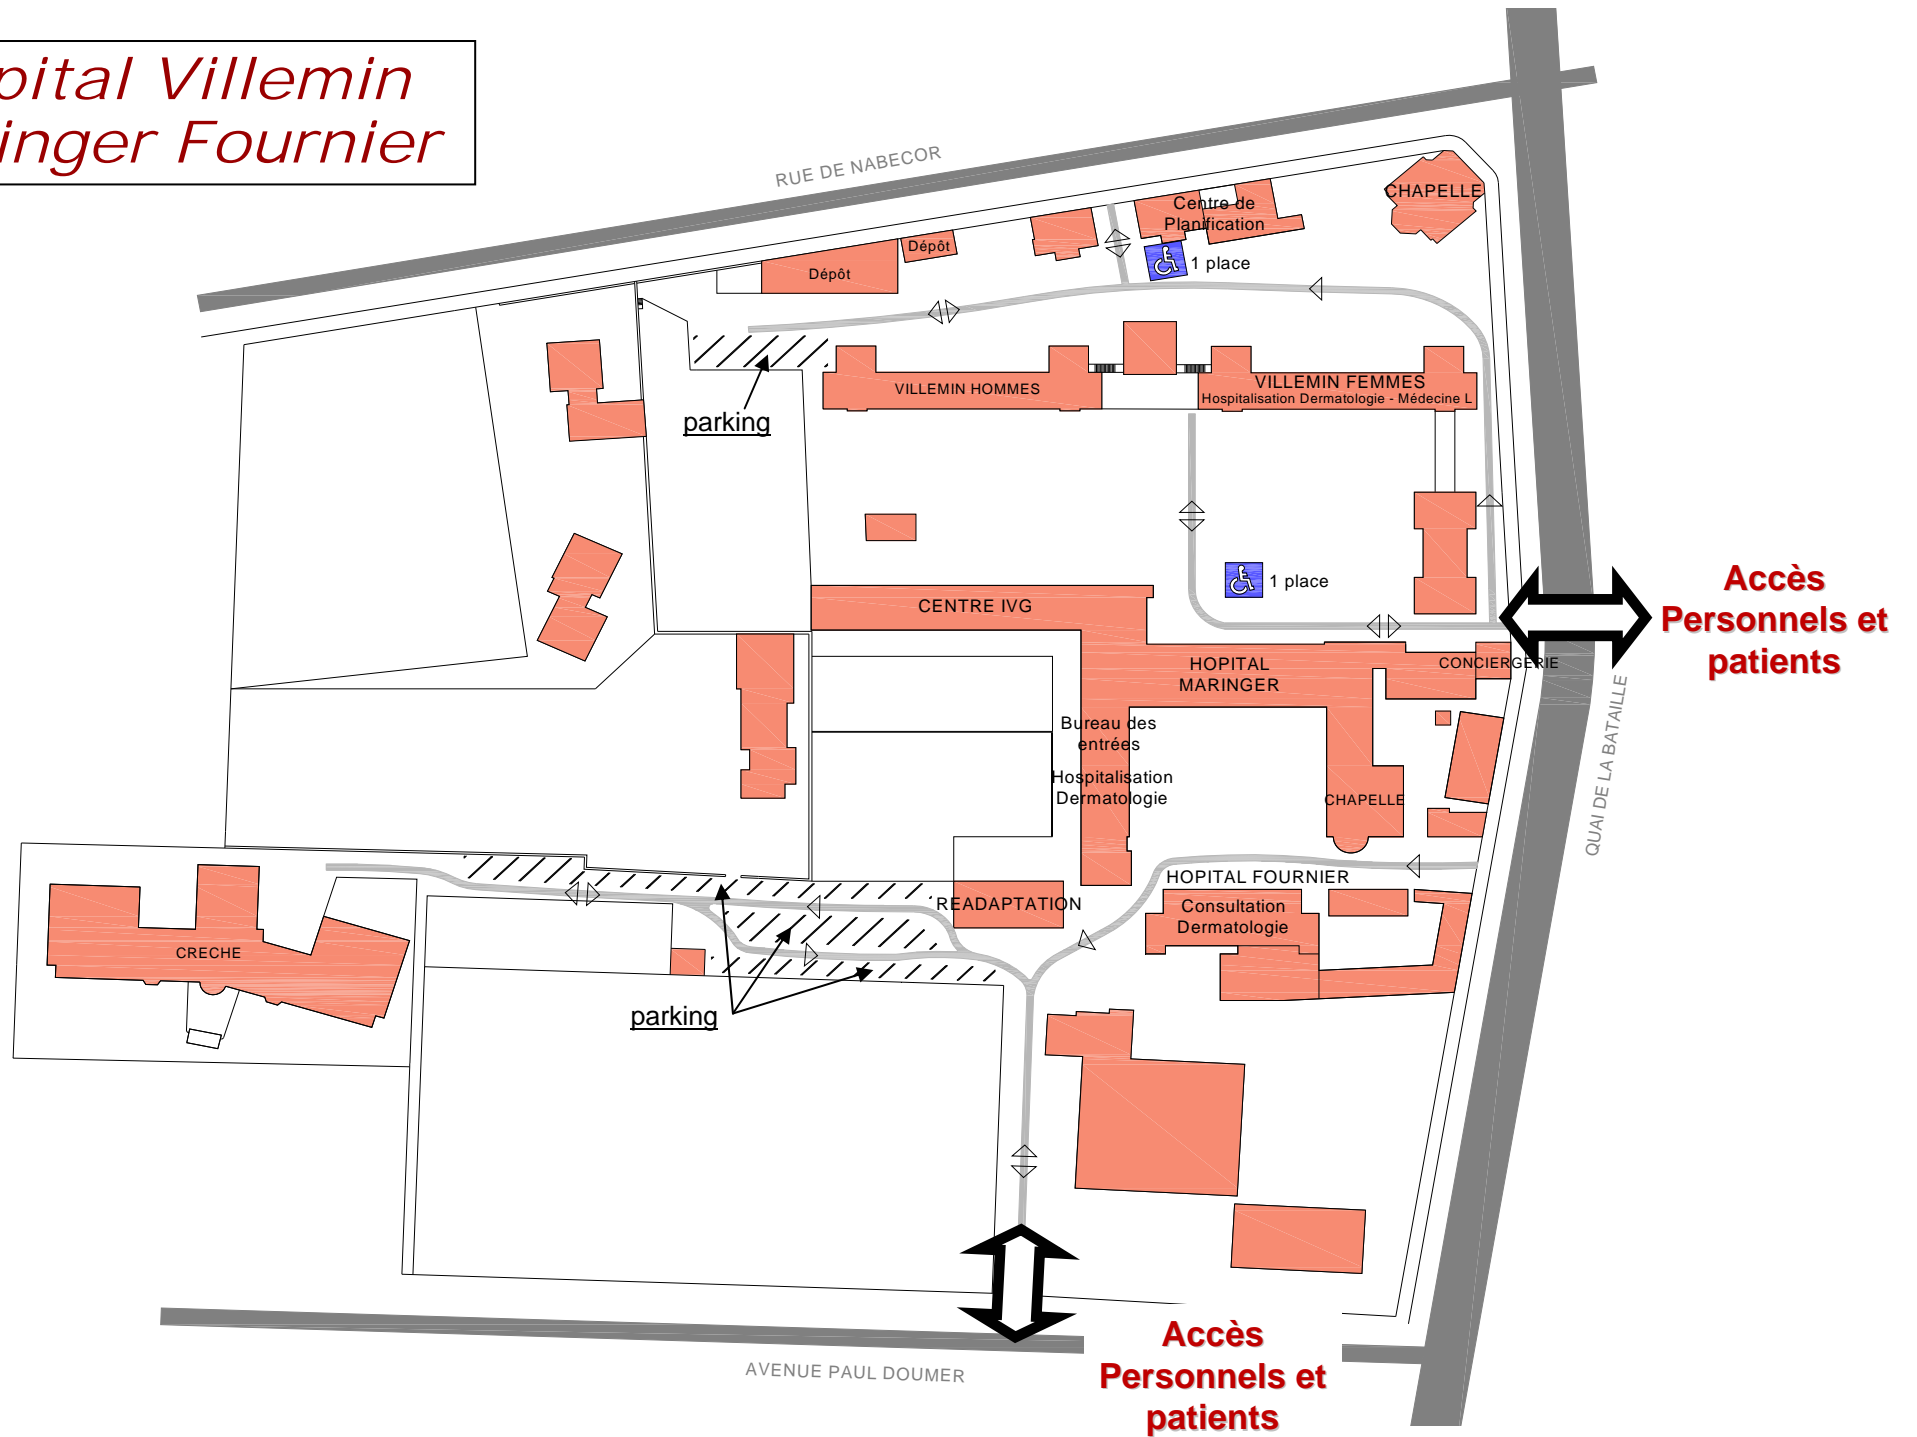 pital Villemin
inger Fournier
RUE DE NABECOR
CHAPELLE
Centre de
Planification
Dépôt
Dépôt
1 place
VILLEMIN HOMMES
VILLEMIN FEMMES
Hospitalisation Dermatologie - Médecine L
parking
1 place
Accès
Personnels et
patients
CENTRE IVG
HOPITAL
MARINGER
CONCIERGERIE
QUAI DE LA BATAILLE
Bureau des
entrées
Hospitalisation
Dermatologie
CHAPELLE
HOPITAL FOURNIER
READAPTATION
Consultation
Dermatologie
CRECHE
parking
Accès
Personnels et
patients
AVENUE PAUL DOUMER